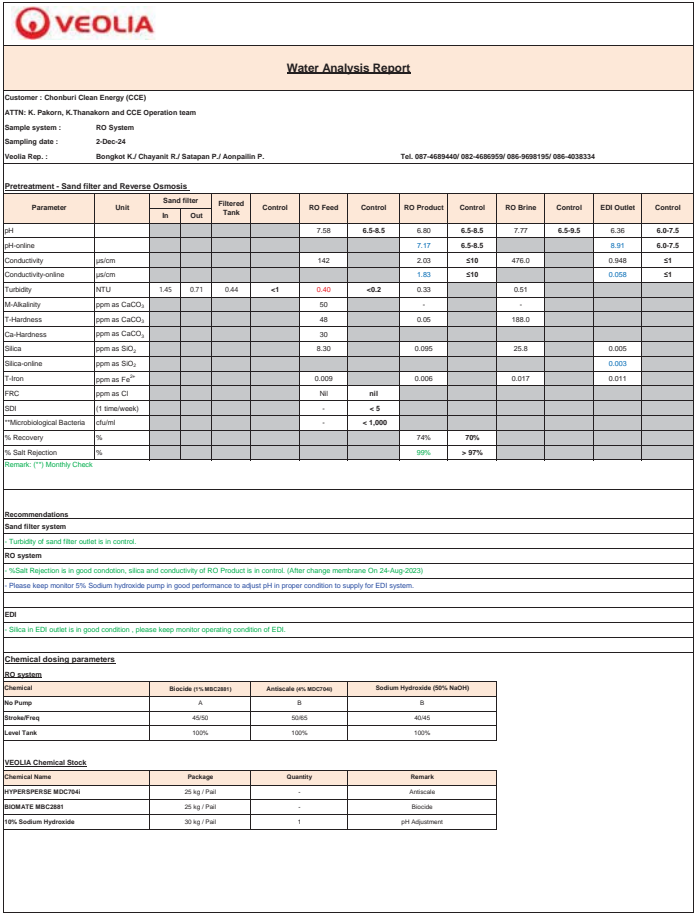 VEOLIA
Water Analysis Report
Customer : Chonburi Clean Energy (CCE)
ATTN: K. Pakorn, K.Thanakorn and CCE Operation team
Sample system : RO System
Sampling date : 2-Dec-24
Veolia Rep. : Bongkot K./ Chayanit R./ Satapan P./ Aonpailin P. Tel. 087-4689440/ 082-4686959/ 086-9698195/ 086-4038334
Pretreatment - Sand filter and Reverse Osmosis
Parameter Unit Sand filter Filtered Tank Control RO Feed Control RO Product Control RO Brine Control EDI Outlet Control
In Out
pH 7.58 6.5-8.5 6.80 6.5-8.5 7.77 6.5-9.5 6.36 6.0-7.5
pH-online 7.17 6.5-8.5 8.91 6.0-7.5
Conductivity µs/cm 142 2.03 ≤10 476.0 0.948 ≤1
Conductivity-online µs/cm 1.83 ≤10 0.058 ≤1
Turbidity NTU 1.45 0.71 0.44 <1 0.40 <0.2 0.33 0.51
M-Alkalinity ppm as CaCO3 50 - -
T-Hardness ppm as CaCO3 48 0.05 188.0
Ca-Hardness ppm as CaCO3 30
Silica ppm as SiO2 8.30 0.095 25.8 0.005
Silica-online ppm as SiO2 0.003
T-Iron ppm as Fe2+ 0.009 0.006 0.017 0.011
FRC ppm as Cl Nil nil
SDI (1 time/week) - < 5
**Microbiological Bacteria cfu/ml - < 1,000
% Recovery % 74% 70%
% Salt Rejection % 99% > 97%
Remark: (**) Monthly Check
Recommendations
Sand filter system
- Turbidity of sand filter outlet is in control.
RO system
- %Salt Rejection is in good condotion, silica and conductivity of RO Product is in control. (After change membrane On 24-Aug-2023)
- Please keep monitor 5% Sodium hydroxide pump in good performance to adjust pH in proper condition to supply for EDI system.
EDI
- Silica in EDI outlet is in good condition , please keep monitor operating condition of EDI.
Chemical dosing parameters
RO system
Chemical Biocide (1% MBC2881) Antiscale (4% MDC704i) Sodium Hydroxide (50% NaOH)
No Pump A B B
Stroke/Freq 45/50 50/65 40/45
Level Tank 100% 100% 100%
VEOLIA Chemical Stock
Chemical Name Package Quantity Remark
HYPERSPERSE MDC704i 25 kg / Pail - Antiscale
BIOMATE MBC2881 25 kg / Pail - Biocide
10% Sodium Hydroxide 30 kg / Pail 1 pH Adjustment